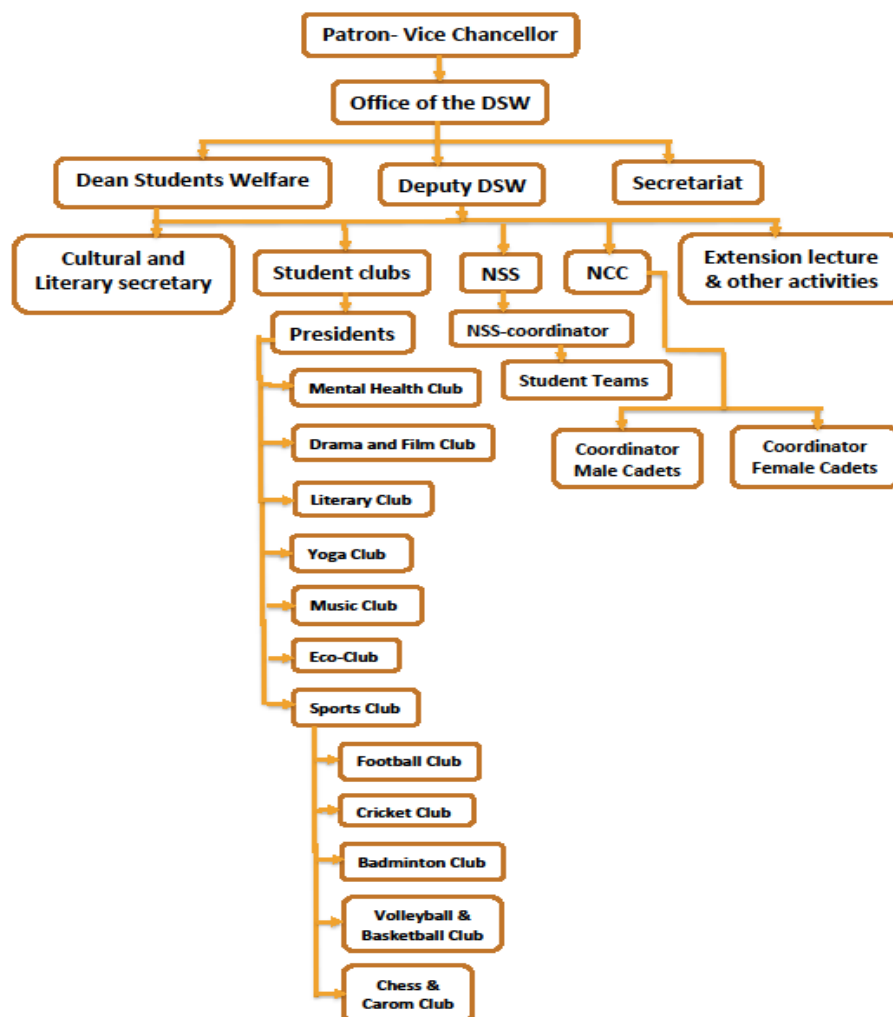 Patron- Vice Chancellor
Office of the DSW
Dean Students Welfare
Deputy DSW
Secretariat
Cultural and
Literary secretary
Student clubs
NSS
NCC
Extension lecture
& other activities
Presidents
NSS-coordinator
Student Teams
Mental Health Club
Coordinator
Male Cadets
Coordinator
Female Cadets
Drama and Film Club
Literary Club
Yoga Club
Music Club
Eco-Club
Sports Club
Football Club
Cricket Club
Badminton Club
Volleyball &
Basketball Club
Chess &
Carom Club